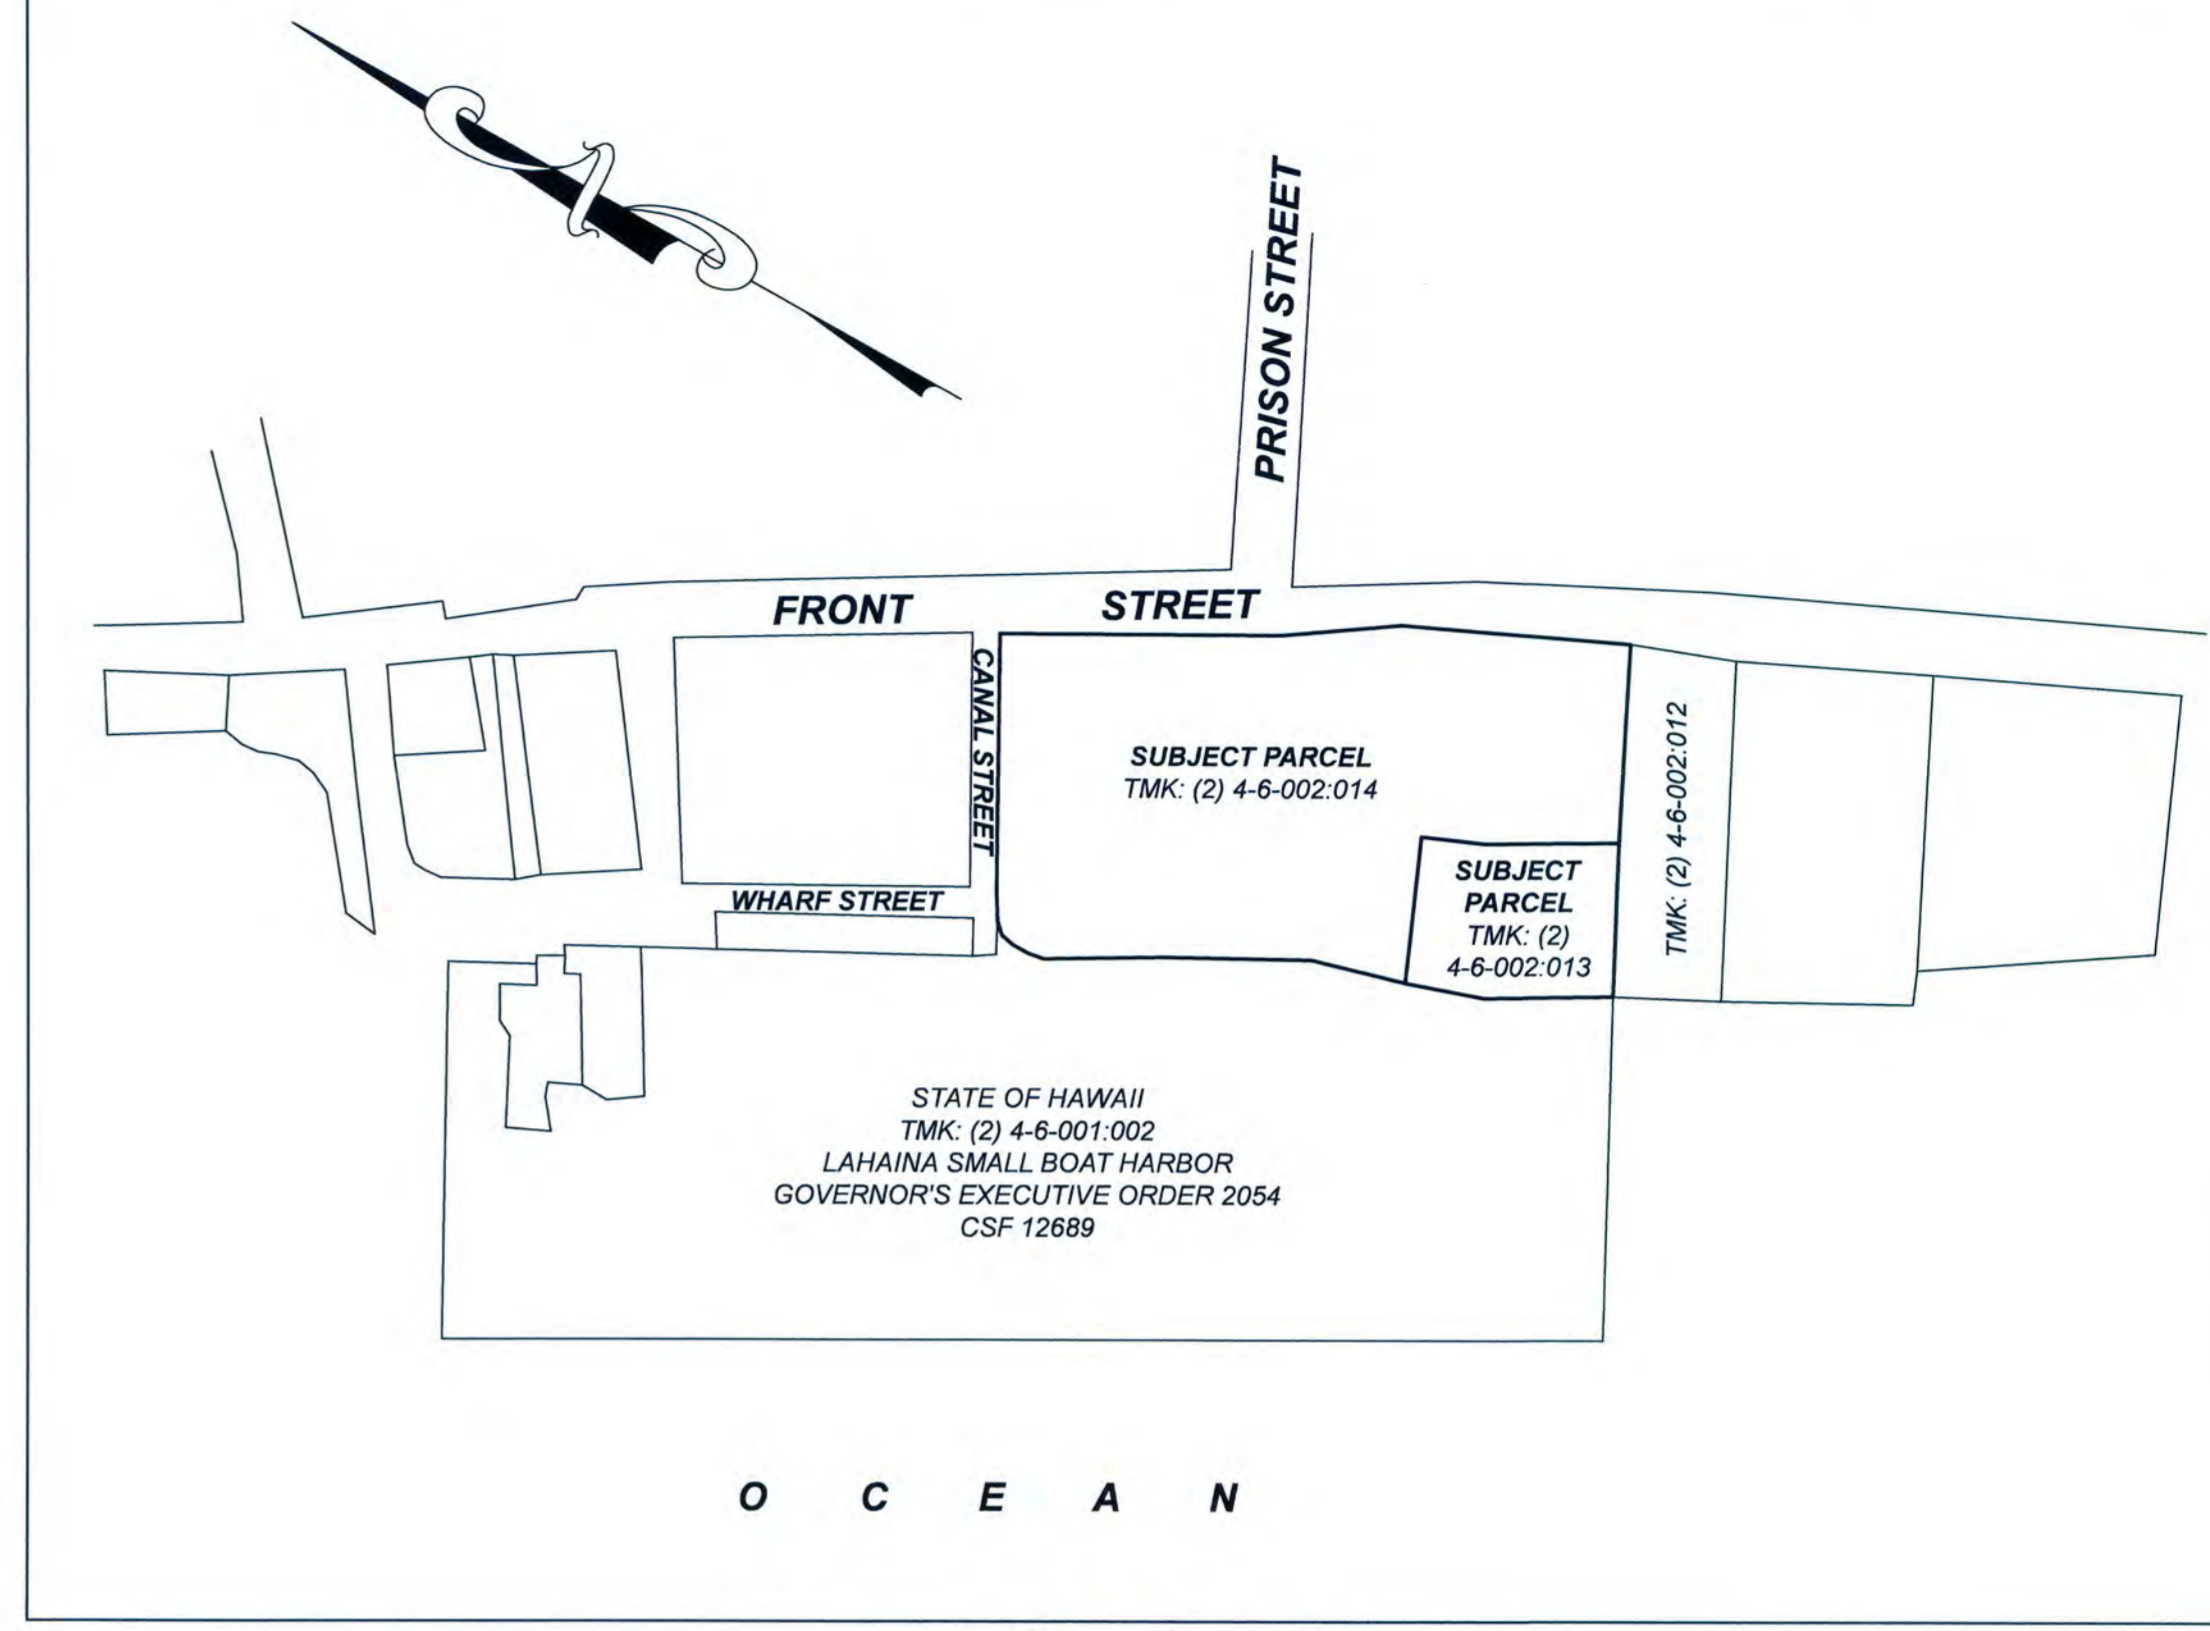 PRISON STREET
FRONT STREET
CANAL STREET
SUBJECT PARCEL
TMK: (2) 4-6-002:014
TMK: (2) 4-6-002:012
SUBJECT
PARCEL
TMK: (2)
4-6-002:013
WHARF STREET
STATE OF HAWAII
TMK: (2) 4-6-001:002
LAHAINA SMALL BOAT HARBOR
GOVERNOR'S EXECUTIVE ORDER 2054
CSF 12689
O C E A N